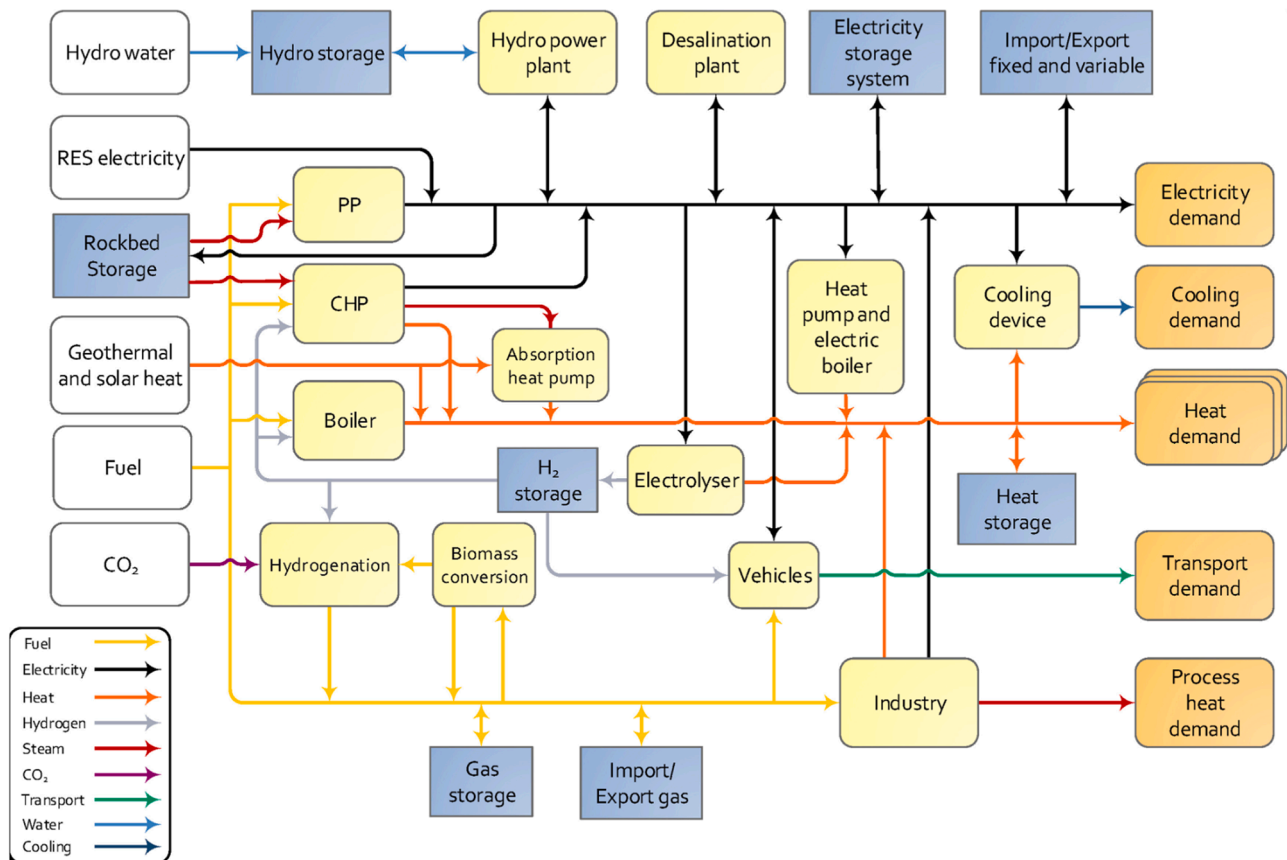 Hydro water
Hydro storage
Hydro power
plant
Desalination
plant
Electricity
storage
system
Import/Export
fixed and variable
RES electricity
PP
Electricity
demand
Rockbed
Storage
CHP
Heat
pump and
electric
boiler
Cooling
device
Cooling
demand
Geothermal
and solar heat
Absorption
heat pump
Boiler
Heat
demand
Fuel
H₂
storage
Electrolyser
Heat
storage
CO₂
Hydrogenation
Biomass
conversion
Vehicles
Transport
demand
Fuel
Electricity
Heat
Hydrogen
Steam
CO₂
Transport
Water
Cooling
Industry
Process
heat
demand
Gas
storage
Import/
Export gas